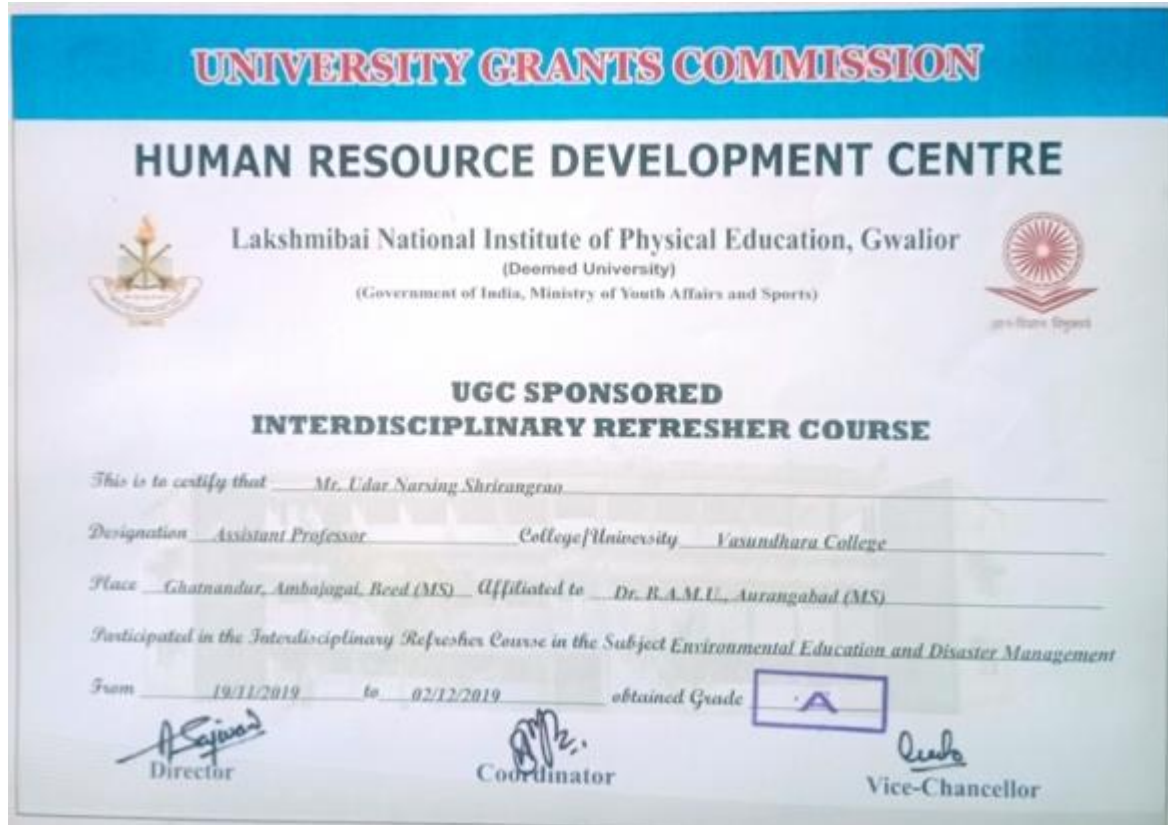 UNIVERSITY GRANTS COMMISSION
HUMAN RESOURCE DEVELOPMENT CENTRE
Lakshmibai National Institute of Physical Education, Gwalior
(Deemed University)
(Government of India, Ministry of Youth Affairs and Sports)
ज्ञान-विज्ञान विमुक्तये
UGC SPONSORED
INTERDISCIPLINARY REFRESHER COURSE
This is to certify that Mr. Udar Narsing Shrirangrao
Designation Assistant Professor College/University Vasundhara College
Place Ghatnandur, Ambajogai, Beed (MS) Affiliated to Dr. B.A.M.U., Aurangabad (MS)
Participated in the Interdisciplinary Refresher Course in the Subject Environmental Education and Disaster Management
From 19/11/2019 to 02/12/2019 obtained Grade A
Director Coordinator Vice-Chancellor